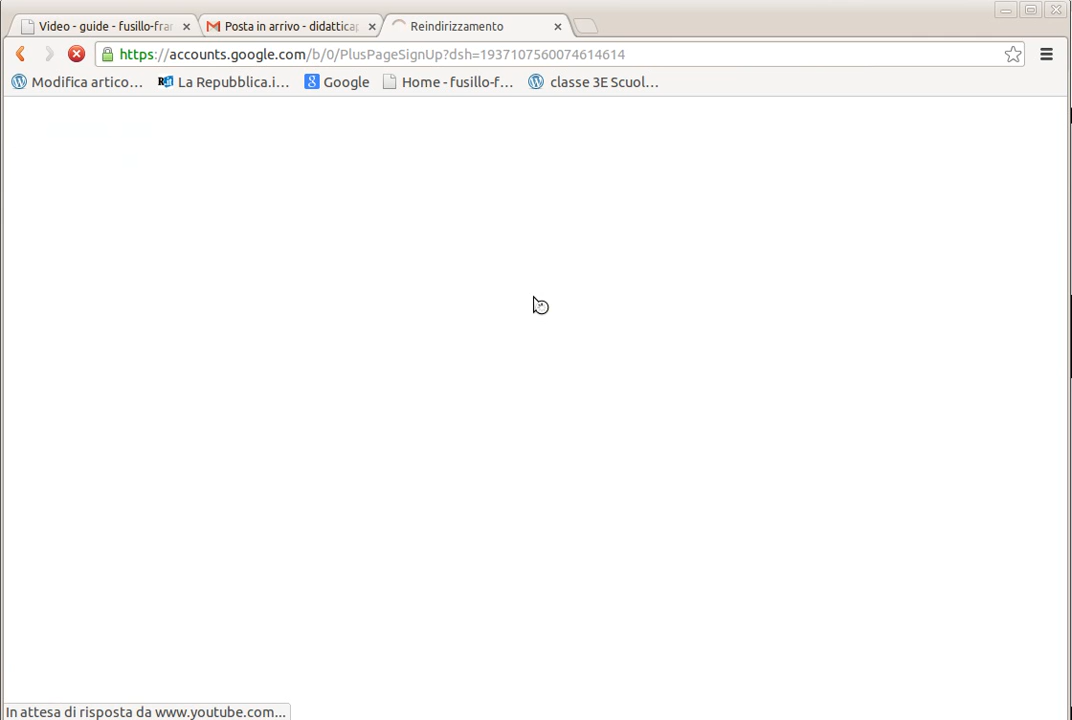 Video - guide - fusillo-frar
Posta in arrivo - didattica
Reindirizzamento
https://accounts.google.com/b/0/PlusPageSignUp?dsh=1937107560074614614
Modifica artico...
La Repubblica.i...
Google
Home - fusillo-f...
classe 3E Scuol...
In attesa di risposta da www.youtube.com...